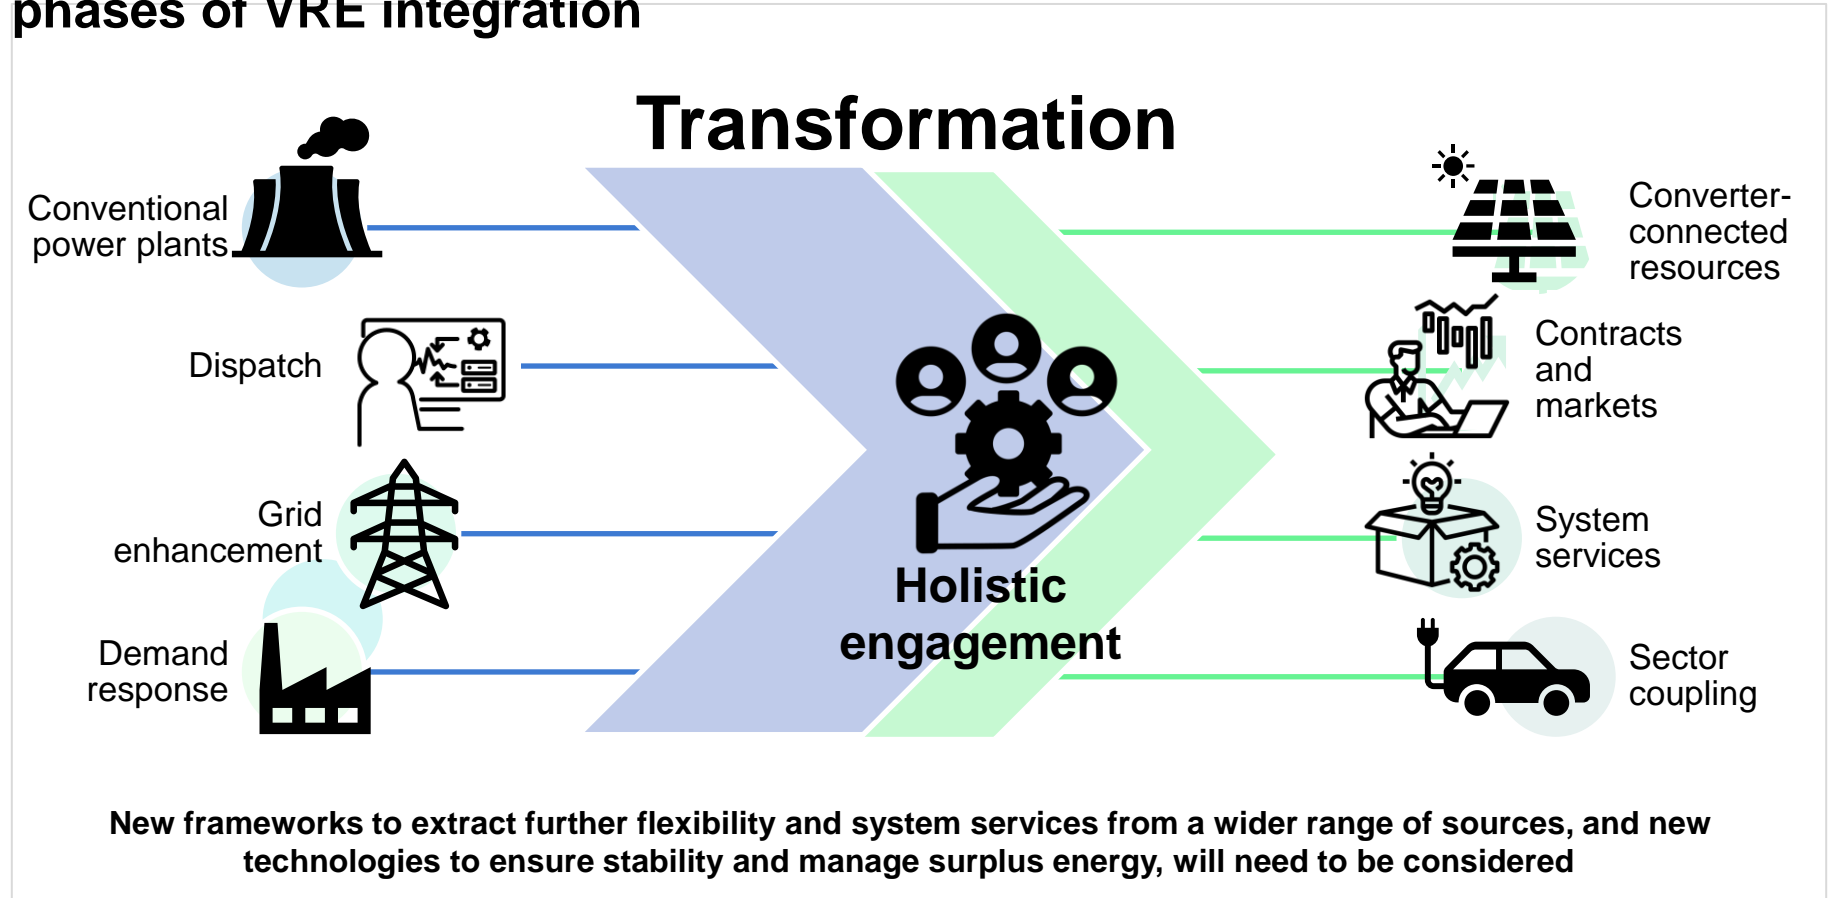 phases of VRE integration
Transformation
Conventional
power plants
Dispatch
Grid
enhancement
Demand
response
Holistic
engagement
Converter-
connected
resources
Contracts
and
markets
System
services
Sector
coupling
New frameworks to extract further flexibility and system services from a wider range of sources, and new
technologies to ensure stability and manage surplus energy, will need to be considered